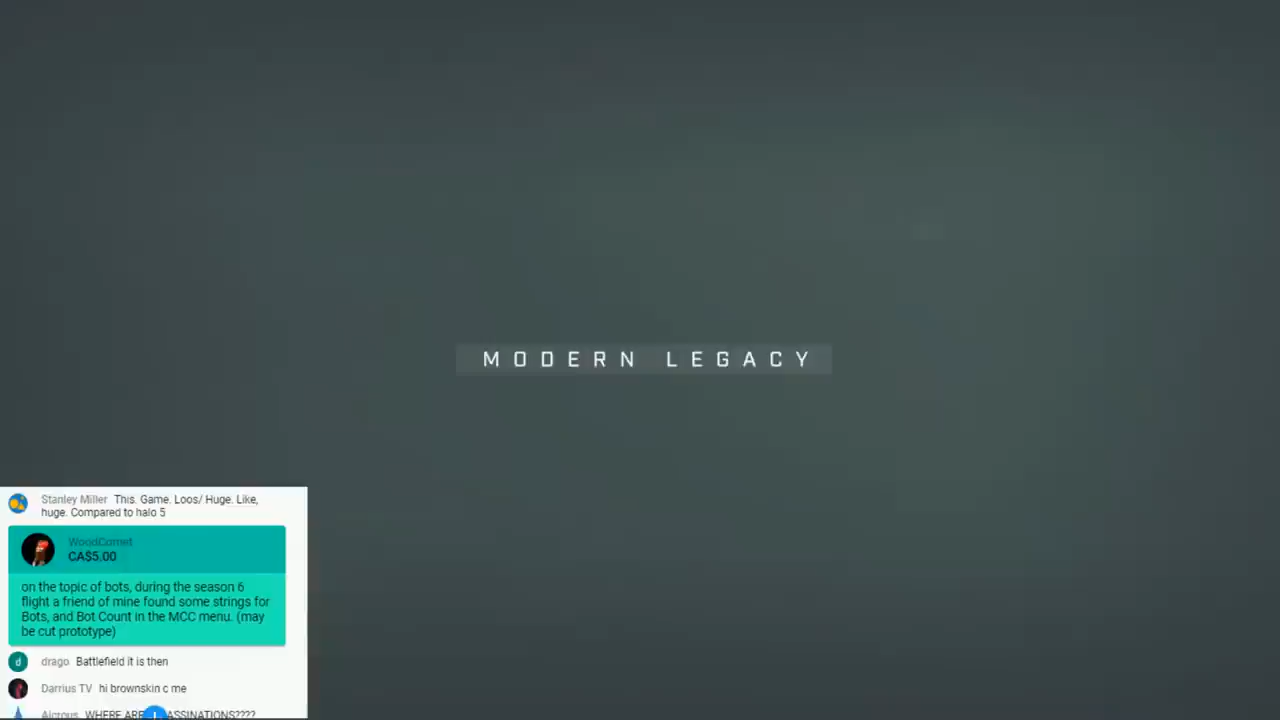 MODERN LEGACY
Stanley Miller This. Game. Loos/ Huge. Like,
huge. Compared to halo 5
WoodComet
CA$5.00
on the topic of bots, during the season 6
flight a friend of mine found some strings for
Bots, and Bot Count in the MCC menu. (may
be cut prototype)
d drago Battlefield it is then
Darrius TV hi brownskin c me
WHERE ARE